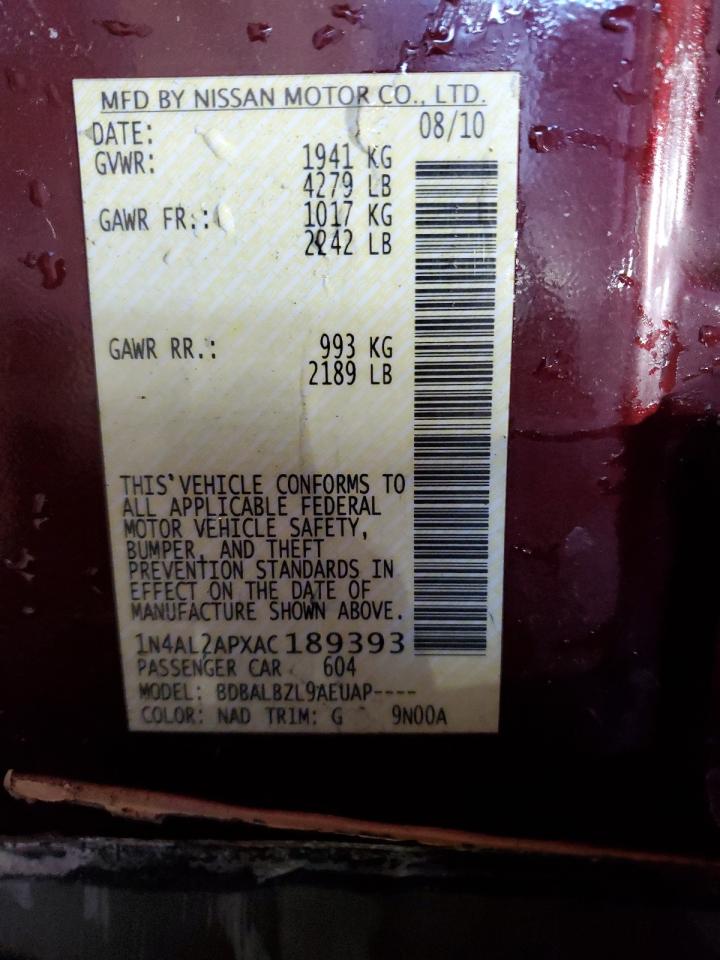 MFD BY NISSAN MOTOR CO., LTD.
DATE: 08/10
GVWR: 1941 KG
4279 LB
GAWR FR.: 1017 KG
2242 LB
GAWR RR.: 993 KG
2189 LB
THIS VEHICLE CONFORMS TO
ALL APPLICABLE FEDERAL
MOTOR VEHICLE SAFETY,
BUMPER, AND THEFT
PREVENTION STANDARDS IN
EFFECT ON THE DATE OF
MANUFACTURE SHOWN ABOVE.
1N4AL2APXAC189393
PASSENGER CAR 604
MODEL: BDBALBZL9AEUAP----
COLOR: NAD TRIM: G 9N00A